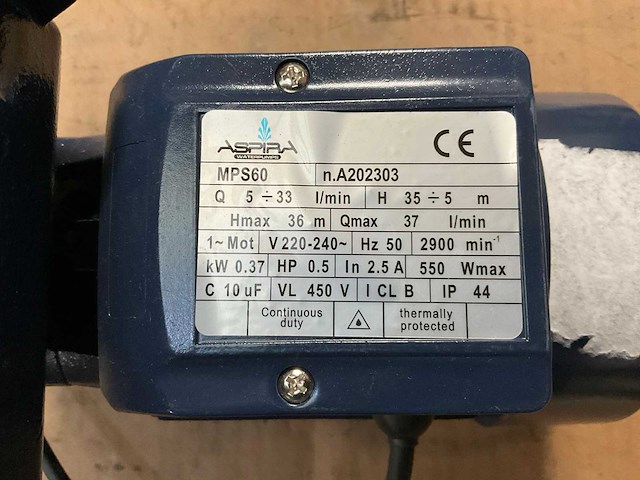 ASPIRA
WATERPUMPS
CE
MPS60 n.A202303
Q 5 ÷ 33 l/min H 35 ÷ 5 m
Hmax 36 m Qmax 37 l/min
1~ Mot V 220-240~ Hz 50 2900 min⁻¹
kW 0.37 HP 0.5 In 2.5 A 550 Wmax
C 10 uF VL 450 V I CL B IP 44
Continuous duty
thermally protected